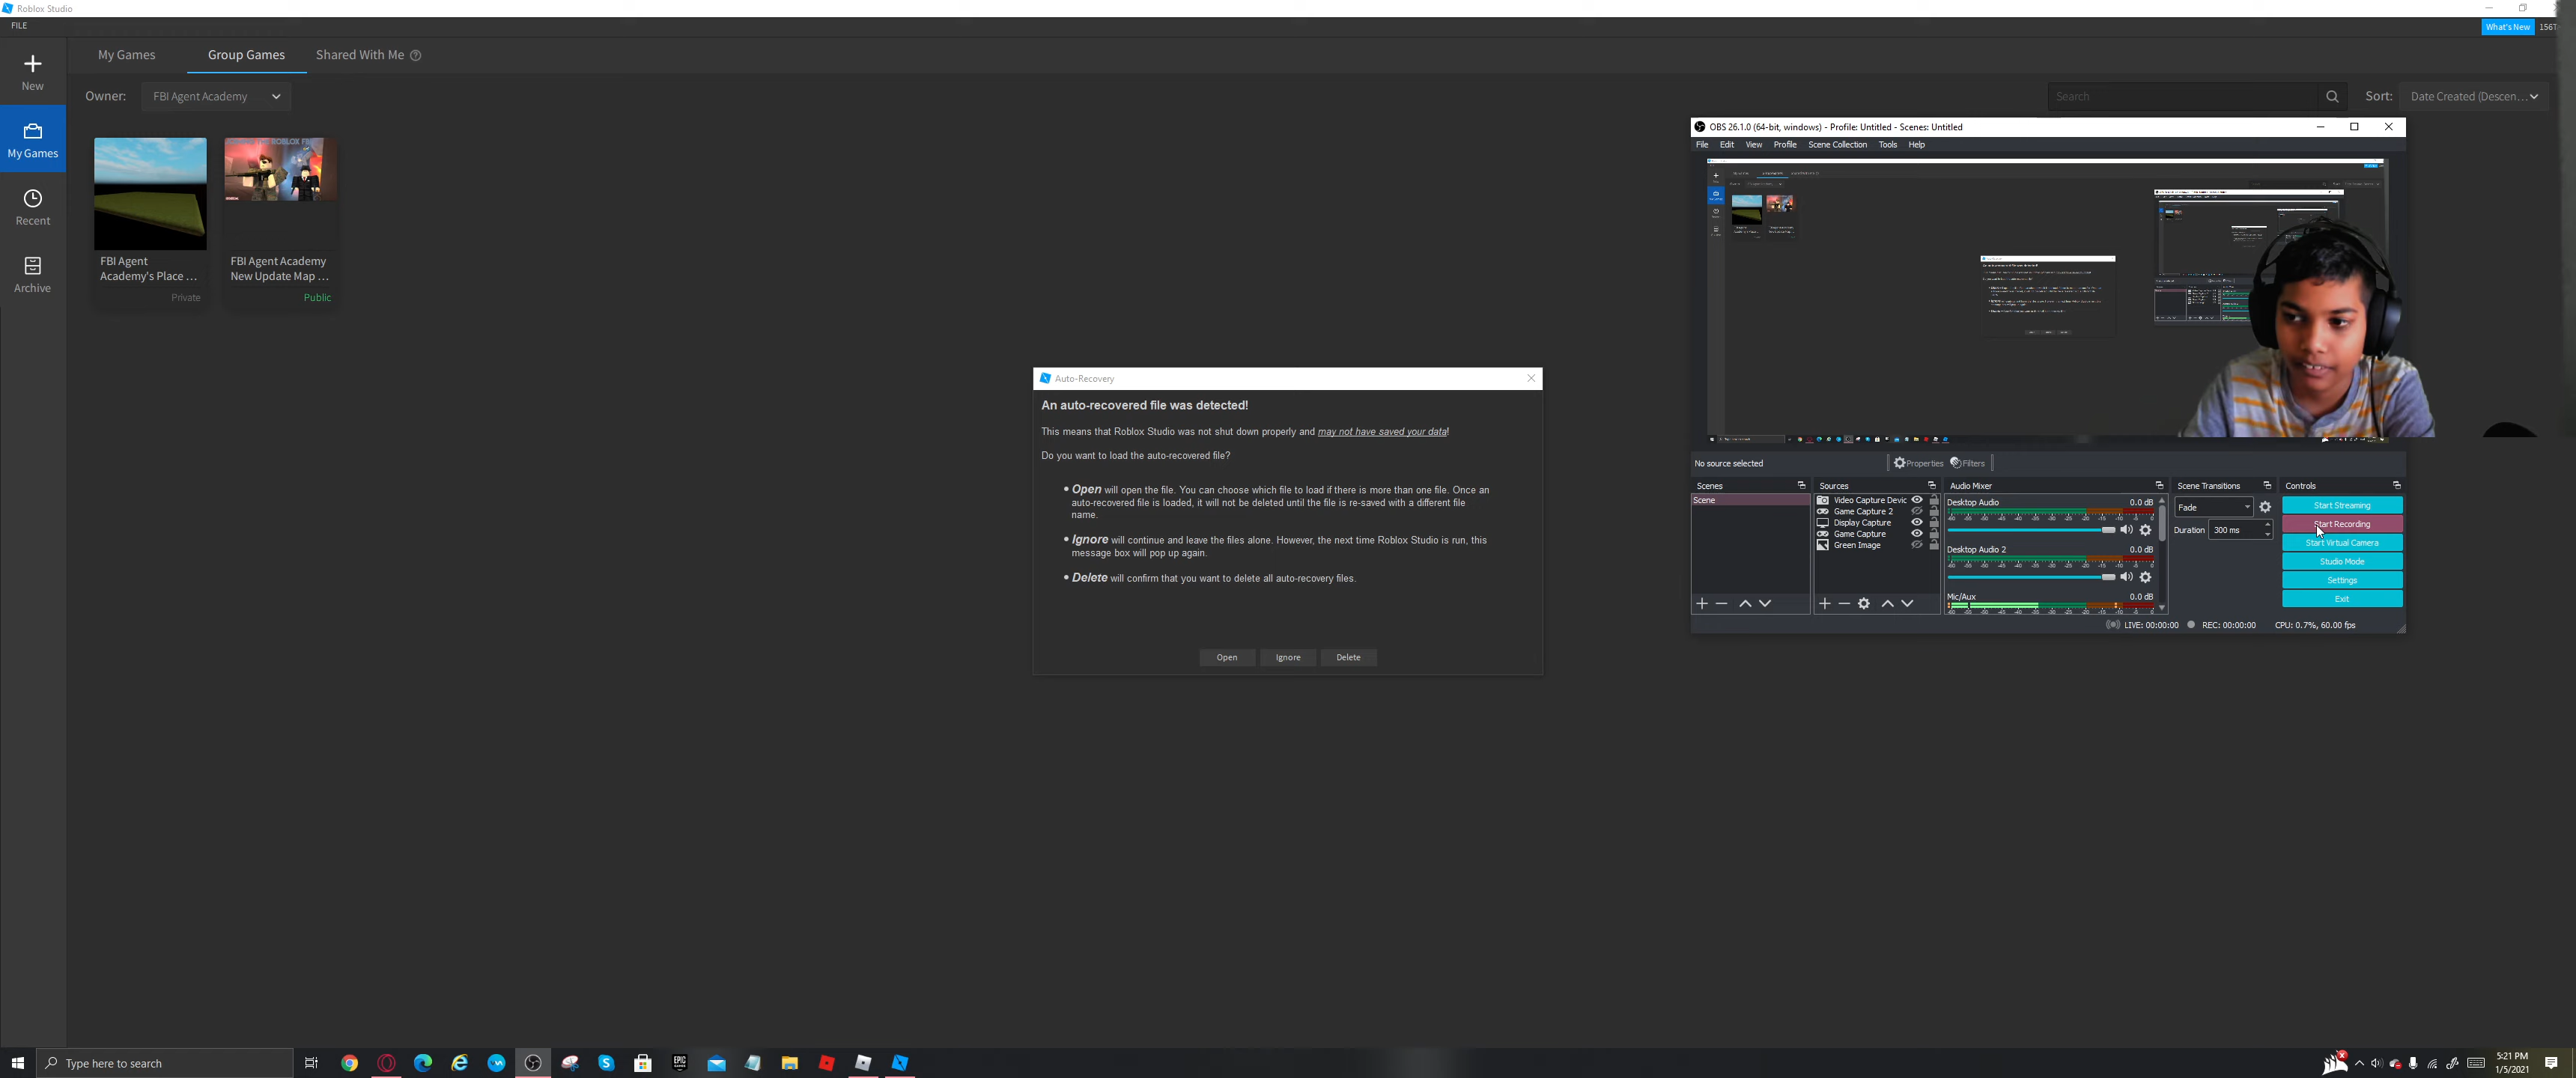 Roblox Studio
FILE
What's New
156T
New
My Games
Recent
Archive
My Games
Group Games
Shared With Me
Owner:
FBI Agent Academy
Search
Sort:
Date Created (Descen...
FBI Agent
Academy's Place ...
Private
FBI Agent Academy
New Update Map ...
Public
Auto-Recovery
An auto-recovered file was detected!
This means that Roblox Studio was not shut down properly and may not have saved your data!
Do you want to load the auto-recovered file?
• Open will open the file. You can choose which file to load if there is more than one file. Once an
auto-recovered file is loaded, it will not be deleted until the file is re-saved with a different file
name.
• Ignore will continue and leave the files alone. However, the next time Roblox Studio is run, this
message box will pop up again.
• Delete will confirm that you want to delete all auto-recovery files.
Open
Ignore
Delete
OBS 26.1.0 (64-bit, windows) - Profile: Untitled - Scenes: Untitled
File Edit View Profile Scene Collection Tools Help
No source selected
Properties
Filters
Scenes
Scene
Sources
Video Capture Devic
Game Capture 2
Display Capture
Game Capture
Green Image
Audio Mixer
Desktop Audio
0.0 dB
Desktop Audio 2
0.0 dB
Mic/Aux
0.0 dB
Scene Transitions
Fade
Duration
300 ms
Controls
Start Streaming
Start Recording
Start Virtual Camera
Studio Mode
Settings
Exit
LIVE: 00:00:00
REC: 00:00:00
CPU: 0.7%, 60.00 fps
Type here to search
EPIC
GAMES
5:21 PM
1/5/2021